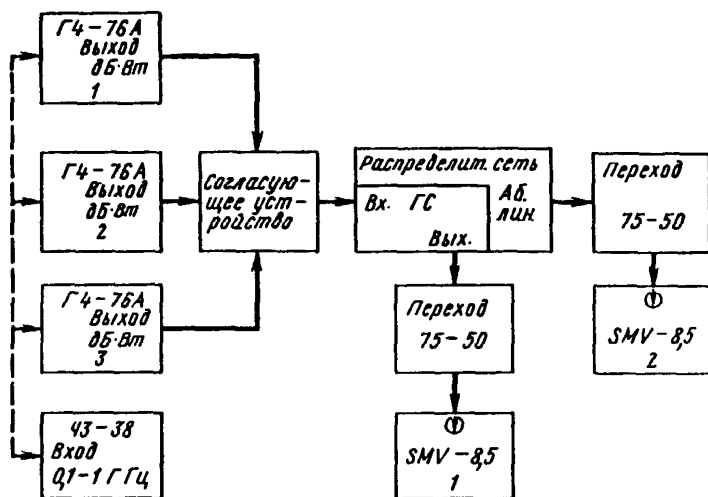 Г4-76А
Выход
дБ·Вт
1
Г4-76А
Выход
дБ·Вт
2
Г4-76А
Выход
дБ·Вт
3
Ч3-38
Вход
0,1-1 ГГц
Согласую-
щее уст-
ройство
Распределит. сеть
Вх. ГС
Вых.
Аб.
лин.
Переход
75-50
SMV-8,5
1
Переход
75-50
SMV-8,5
2